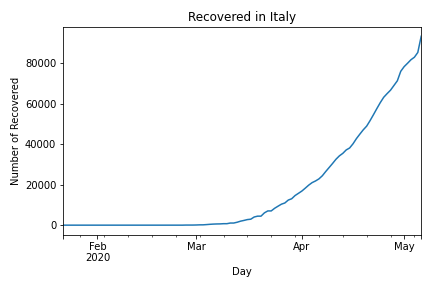 Recovered in Italy
Number of Recovered
80000
60000
40000
20000
0
Feb
2020
Mar
Apr
May
Day